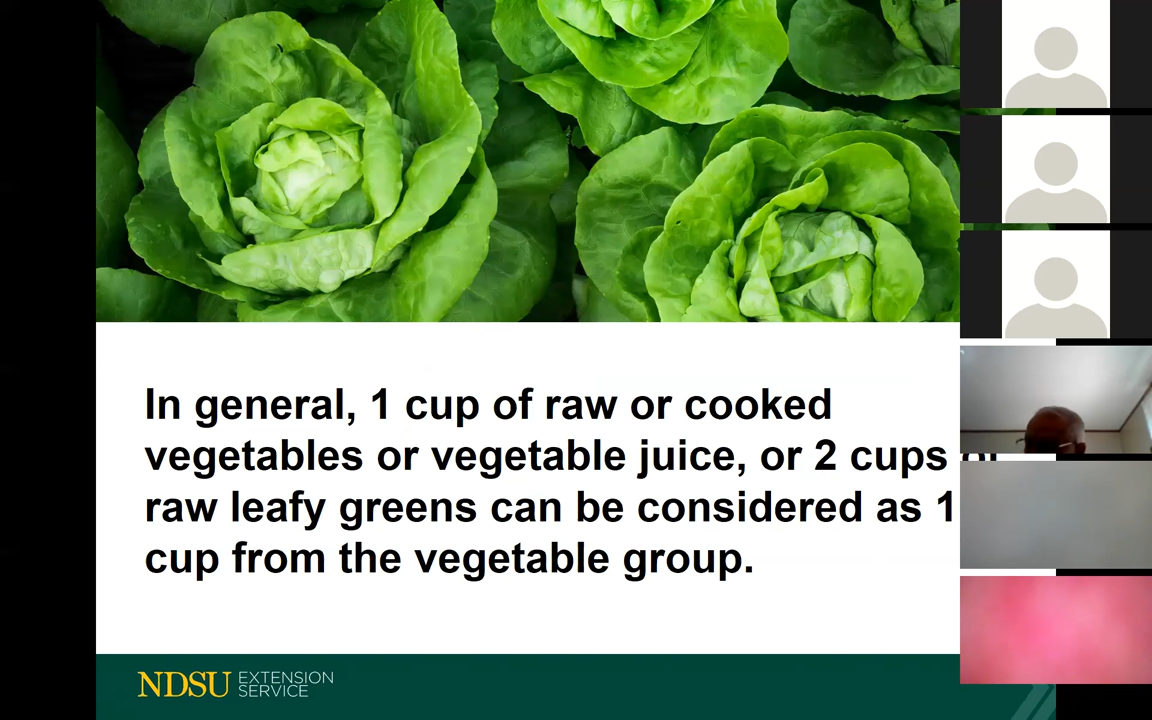 In general, 1 cup of raw or cooked
vegetables or vegetable juice, or 2 cups of
raw leafy greens can be considered as 1
cup from the vegetable group.
NDSU EXTENSION
SERVICE